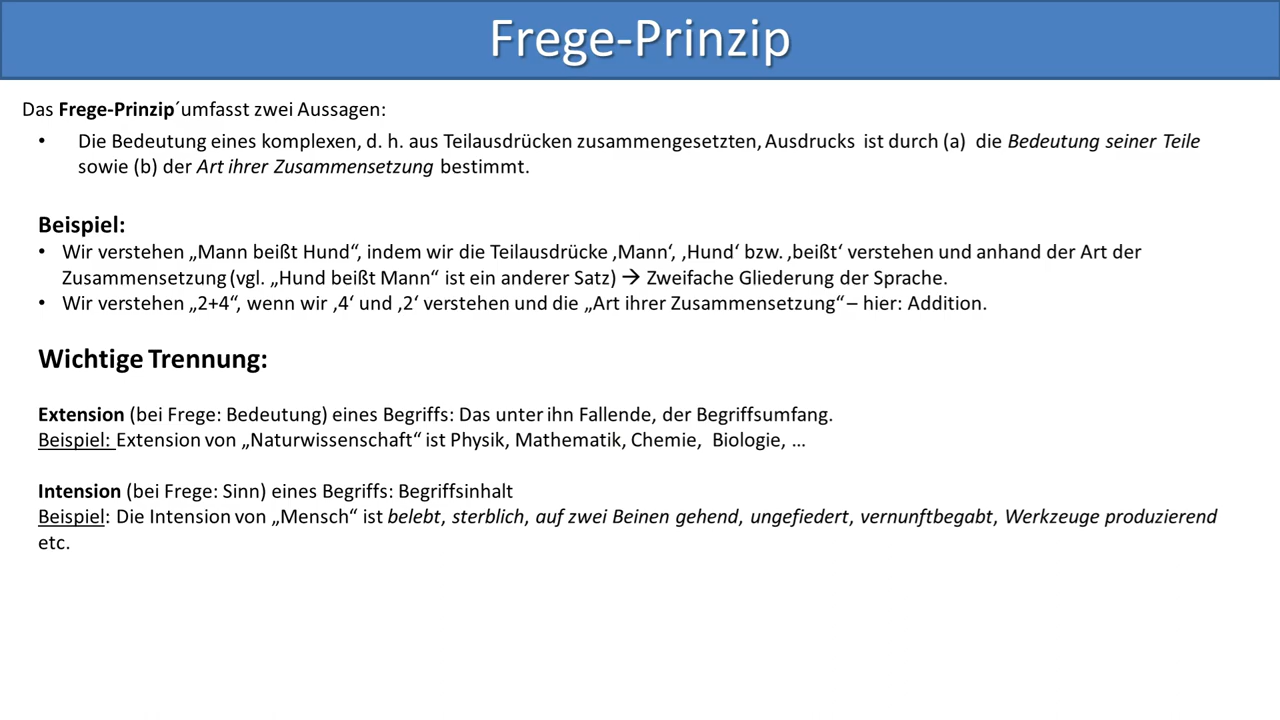 Frege-Prinzip
Das Frege-Prinzip´umfasst zwei Aussagen:
• Die Bedeutung eines komplexen, d. h. aus Teilausdrücken zusammengesetzten, Ausdrucks ist durch (a) die Bedeutung seiner Teile
sowie (b) der Art ihrer Zusammensetzung bestimmt.
Beispiel:
• Wir verstehen „Mann beißt Hund“, indem wir die Teilausdrücke ‚Mann‘, ‚Hund‘ bzw. ‚beißt‘ verstehen und anhand der Art der
Zusammensetzung (vgl. „Hund beißt Mann“ ist ein anderer Satz) → Zweifache Gliederung der Sprache.
• Wir verstehen „2+4“, wenn wir ‚4‘ und ‚2‘ verstehen und die „Art ihrer Zusammensetzung“ – hier: Addition.
Wichtige Trennung:
Extension (bei Frege: Bedeutung) eines Begriffs: Das unter ihn Fallende, der Begriffsumfang.
Beispiel: Extension von „Naturwissenschaft“ ist Physik, Mathematik, Chemie, Biologie, …
Intension (bei Frege: Sinn) eines Begriffs: Begriffsinhalt
Beispiel: Die Intension von „Mensch“ ist belebt, sterblich, auf zwei Beinen gehend, ungefiedert, vernunftbegabt, Werkzeuge produzierend
etc.